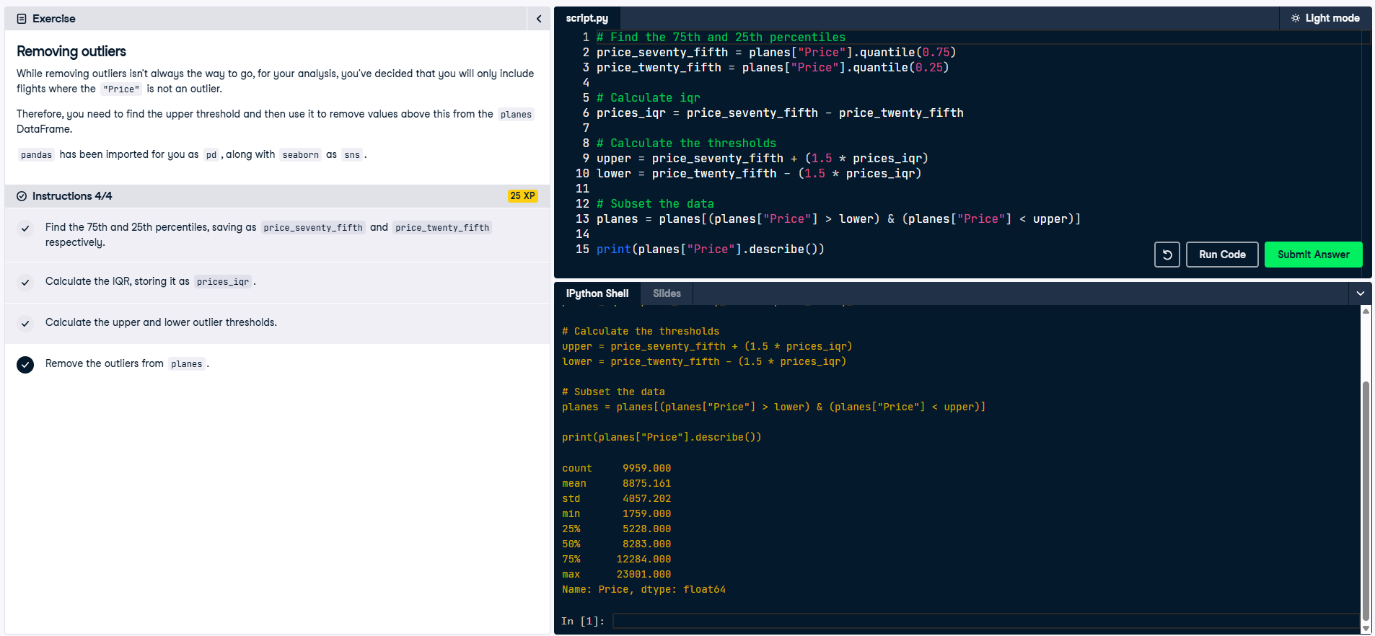 Exercise
Removing outliers
While removing outliers isn't always the way to go, for your analysis, you've decided that you will only include
flights where the "Price" is not an outlier.
Therefore, you need to find the upper threshold and then use it to remove values above this from the planes
DataFrame.
pandas has been imported for you as pd, along with seaborn as sns.
Instructions 4/4
25 XP
Find the 75th and 25th percentiles, saving as price_seventy_fifth and price_twenty_fifth
respectively.
Calculate the IQR, storing it as prices_iqr.
Calculate the upper and lower outlier thresholds.
Remove the outliers from planes.
script.py
Light mode
1 # Find the 75th and 25th percentiles
2 price_seventy_fifth = planes["Price"].quantile(0.75)
3 price_twenty_fifth = planes["Price"].quantile(0.25)
4
5 # Calculate iqr
6 prices_iqr = price_seventy_fifth - price_twenty_fifth
7
8 # Calculate the thresholds
9 upper = price_seventy_fifth + (1.5 * prices_iqr)
10 lower = price_twenty_fifth - (1.5 * prices_iqr)
11
12 # Subset the data
13 planes = planes[(planes["Price"] > lower) & (planes["Price"] < upper)]
14
15 print(planes["Price"].describe())
Run Code
Submit Answer
IPython Shell
Slides
# Calculate the thresholds
upper = price_seventy_fifth + (1.5 * prices_iqr)
lower = price_twenty_fifth - (1.5 * prices_iqr)
# Subset the data
planes = planes[(planes["Price"] > lower) & (planes["Price"] < upper)]
print(planes["Price"].describe())
count 9959.000
mean 8875.161
std 4057.202
min 1759.000
25% 5228.000
50% 8283.000
75% 12284.000
max 23001.000
Name: Price, dtype: float64
In [1]: